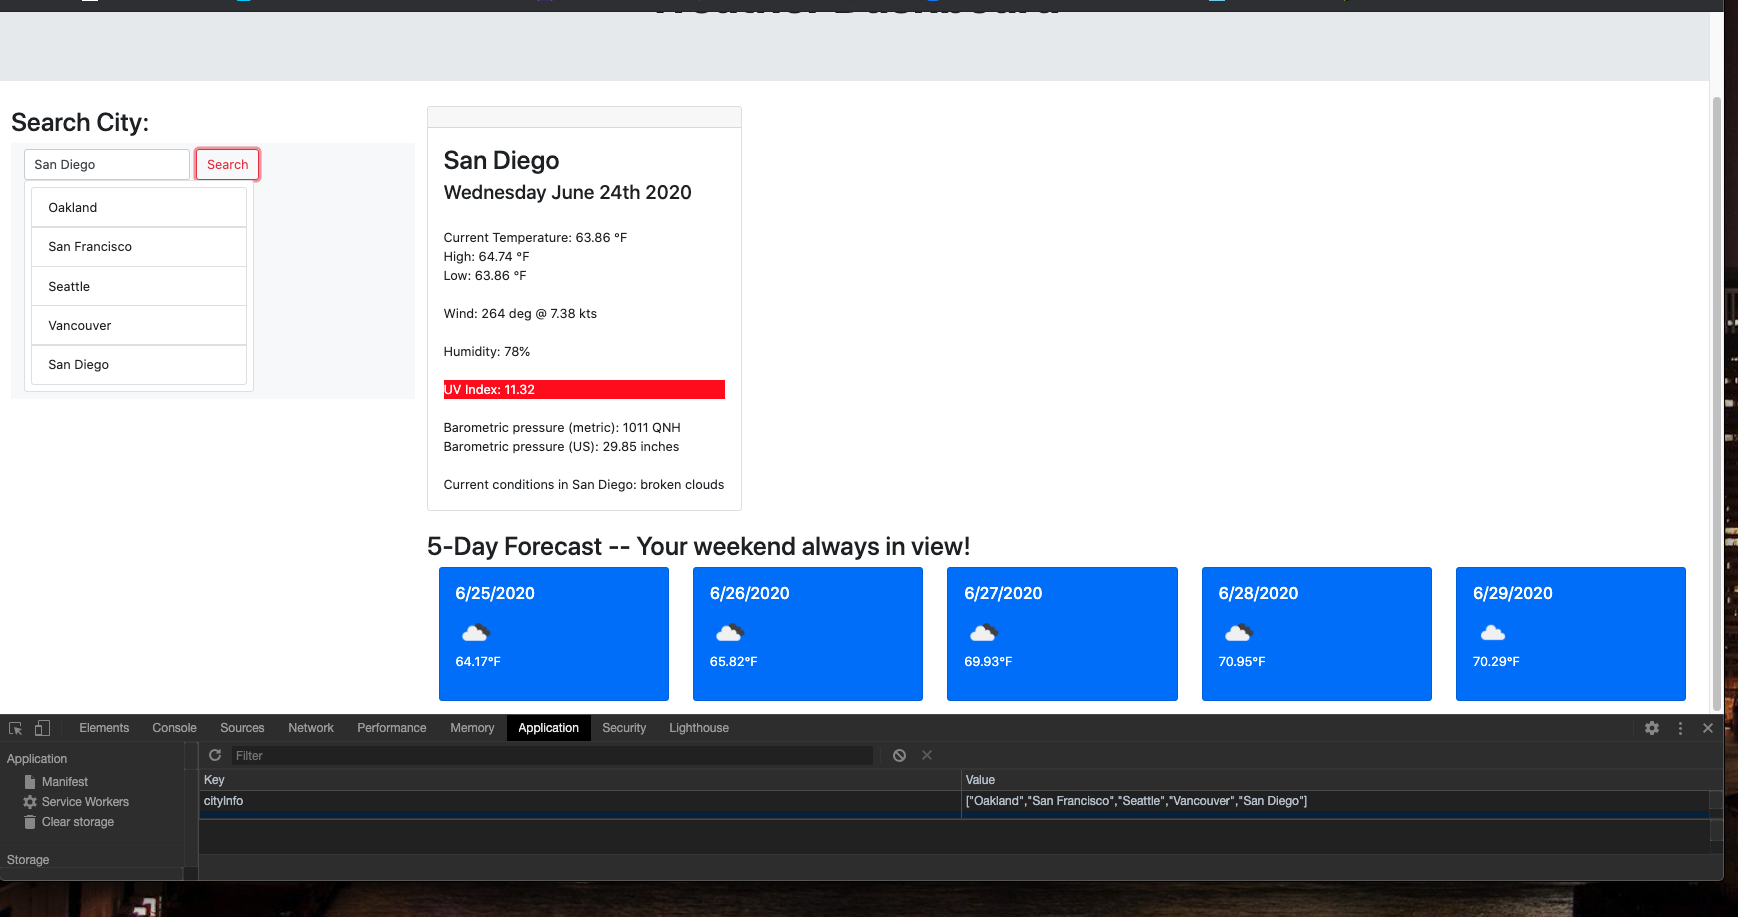 Weather Dashboard
Search City:
San Diego
Search
Oakland
San Francisco
Seattle
Vancouver
San Diego
San Diego
Wednesday June 24th 2020
Current Temperature: 63.86 °F
High: 64.74 °F
Low: 63.86 °F
Wind: 264 deg @ 7.38 kts
Humidity: 78%
UV Index: 11.32
Barometric pressure (metric): 1011 QNH
Barometric pressure (US): 29.85 inches
Current conditions in San Diego: broken clouds
5-Day Forecast -- Your weekend always in view!
6/25/2020
64.17°F
6/26/2020
65.82°F
6/27/2020
69.93°F
6/28/2020
70.95°F
6/29/2020
70.29°F
Elements Console Sources Network Performance Memory Application Security Lighthouse
Application
Manifest
Service Workers
Clear storage
Storage
Filter
Key Value
cityInfo ["Oakland","San Francisco","Seattle","Vancouver","San Diego"]